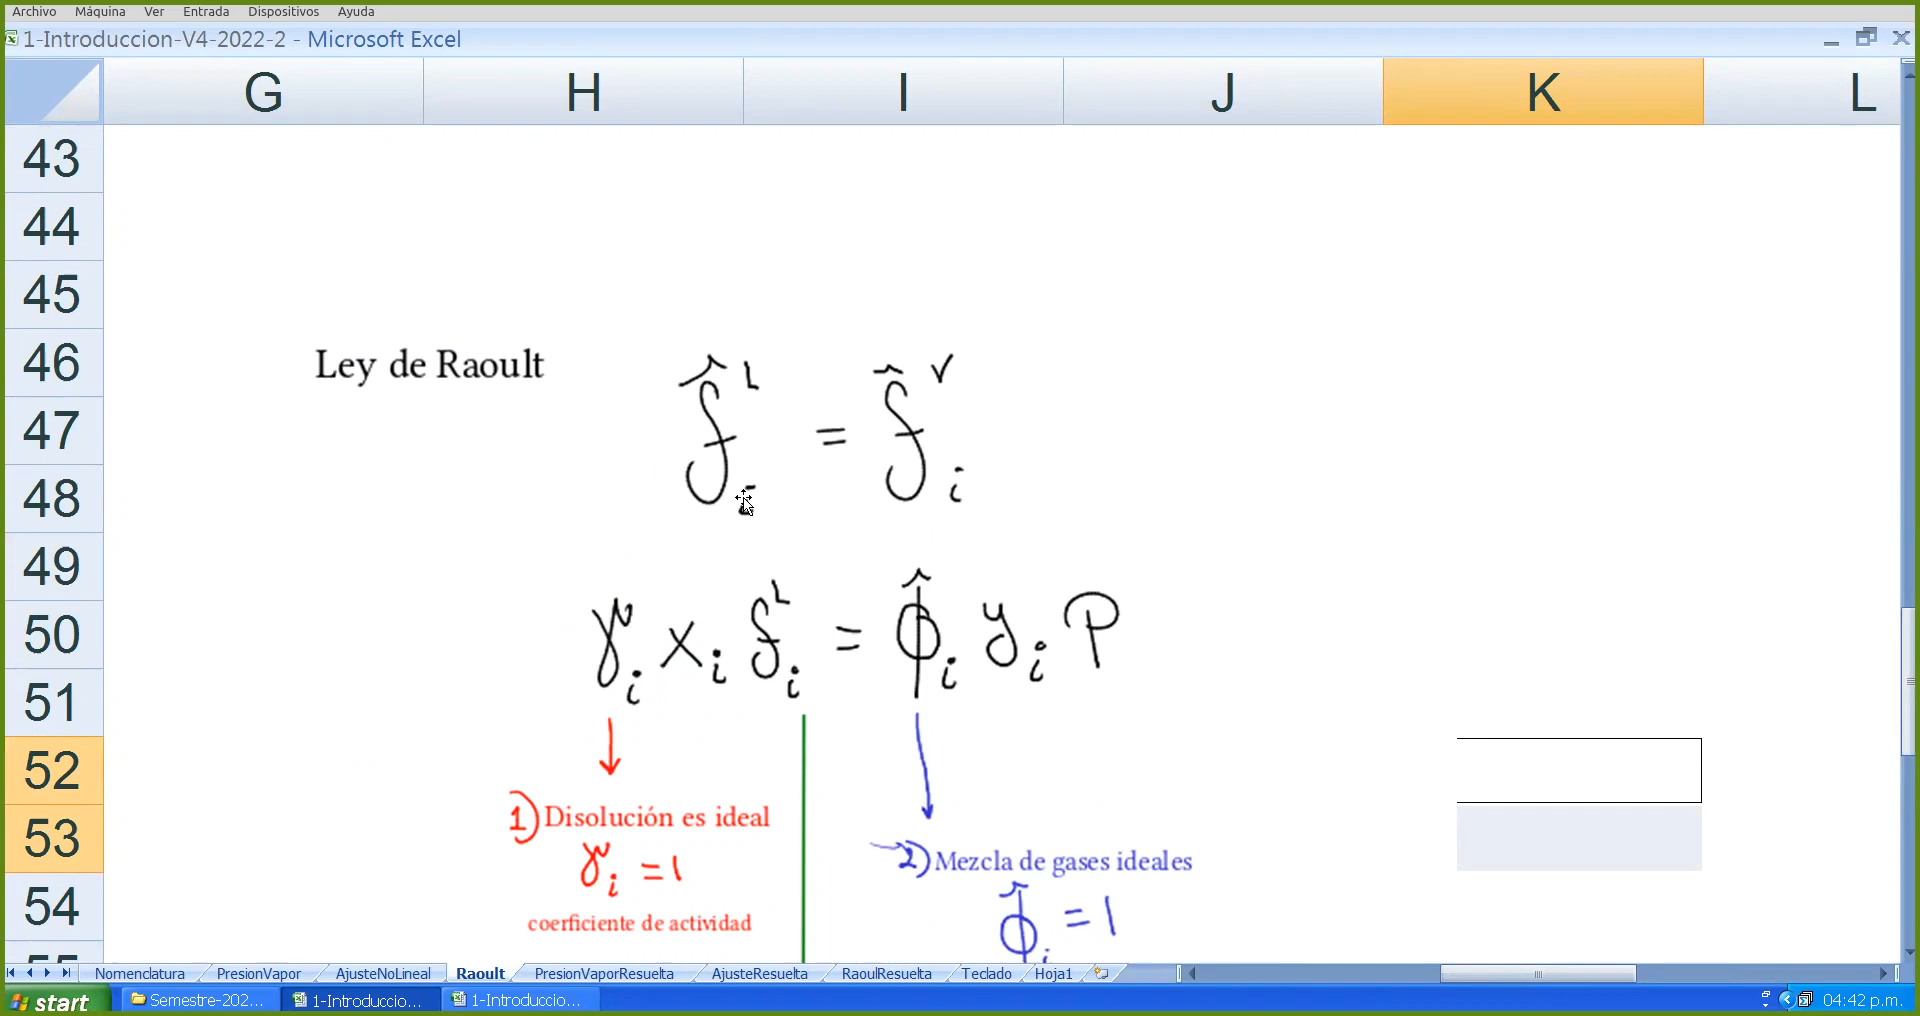 Archivo Máquina Ver Entrada Dispositivos Ayuda
1-Introduccion-V4-2022-2 - Microsoft Excel
G H I J K L
43
44
45
46
47
48
49
50
51
52
53
54
55
Ley de Raoult
f̂ᵢᴸ = f̂ᵢⱽ
γᵢ xᵢ fᵢᴸ = ϕ̂ᵢ yᵢ P
1) Disolución es ideal
γᵢ = 1
coerficiente de actividad
2) Mezcla de gases ideales
ϕ̂ᵢ = 1
Nomenclatura PresionVapor AjusteNoLineal Raoult PresionVaporResuelta AjusteResuelta RaoulResuelta Teclado Hoja1
start Semestre-202... 1-Introduccio... 1-Introduccio... 04:42 p.m.